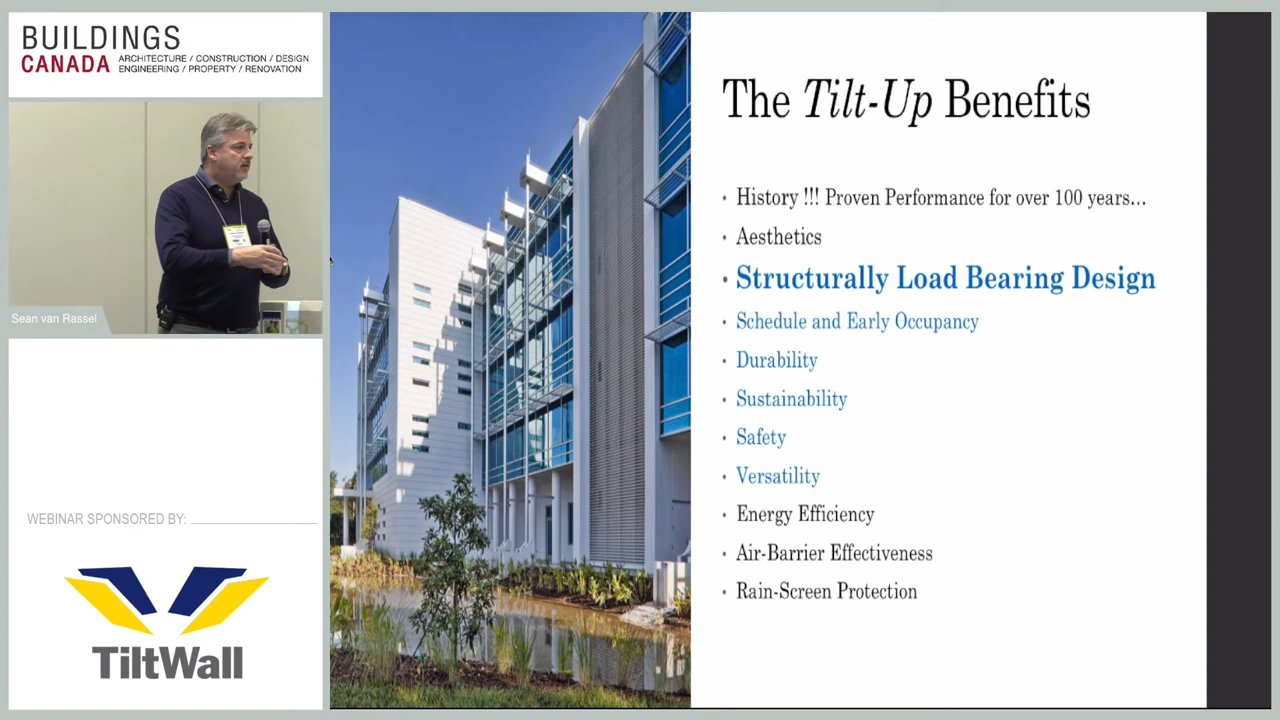 BUILDINGS
CANADA ARCHITECTURE / CONSTRUCTION / DESIGN
ENGINEERING / PROPERTY / RENOVATION
Sean van Rassel
WEBINAR SPONSORED BY:
TiltWall
The Tilt-Up Benefits
• History !!! Proven Performance for over 100 years...
• Aesthetics
• Structurally Load Bearing Design
• Schedule and Early Occupancy
• Durability
• Sustainability
• Safety
• Versatility
• Energy Efficiency
• Air-Barrier Effectiveness
• Rain-Screen Protection